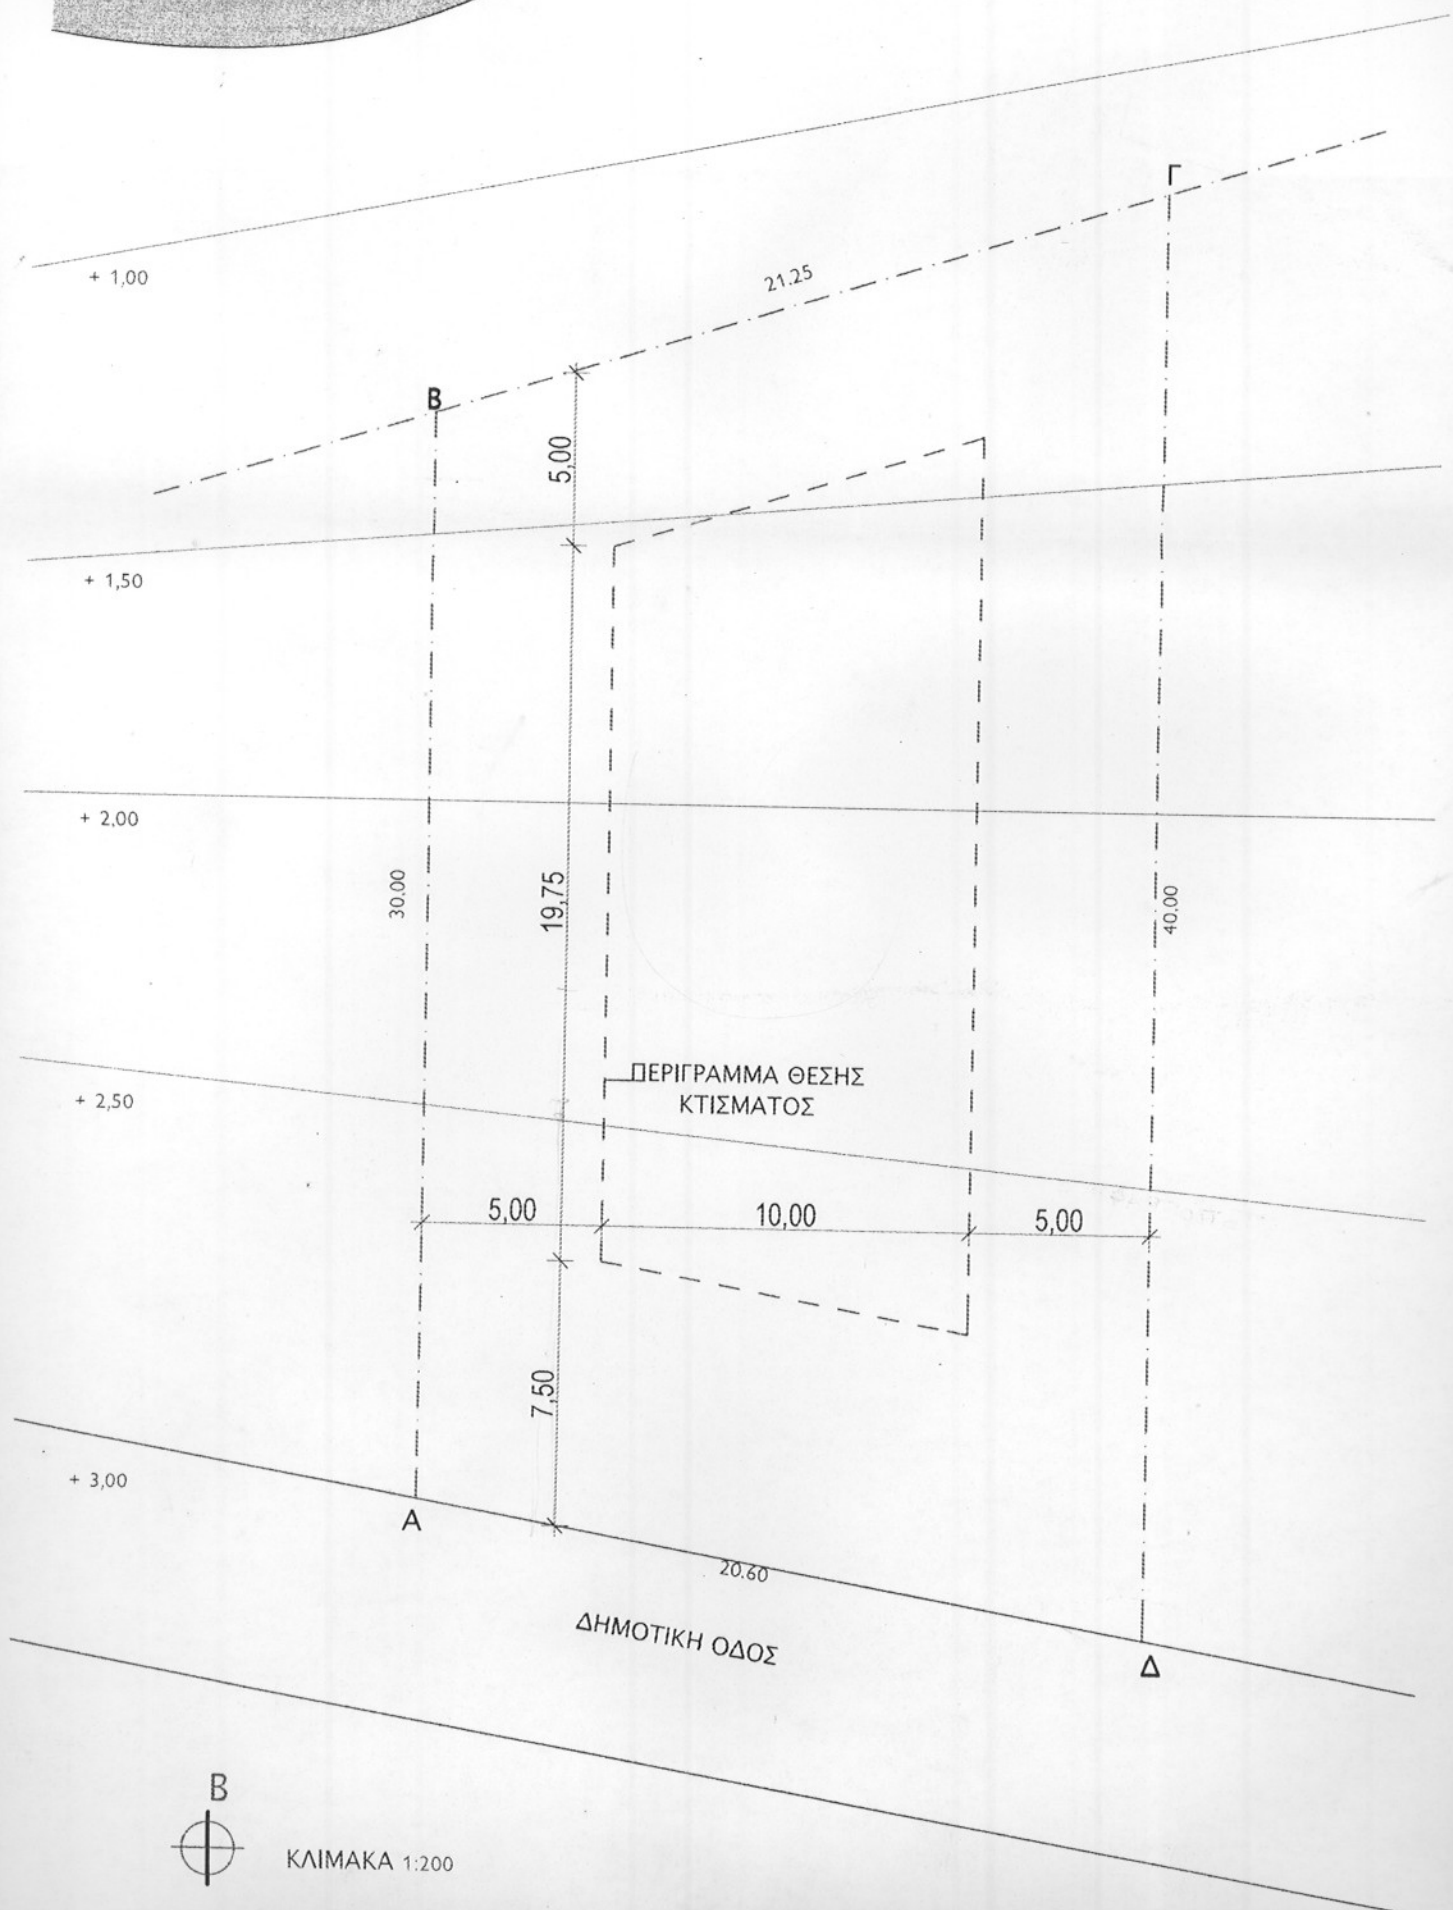 Γ
21.25
+ 1,00
B
5,00
+ 1,50
+ 2,00
30.00
19,75
40.00
ΠΕΡΙΓΡΑΜΜΑ ΘΕΣΗΣ
ΚΤΙΣΜΑΤΟΣ
+ 2,50
5,00
10,00
5,00
7,50
+ 3,00
A
20.60
ΔΗΜΟΤΙΚΗ ΟΔΟΣ
Δ
B
ΚΛΙΜΑΚΑ 1:200